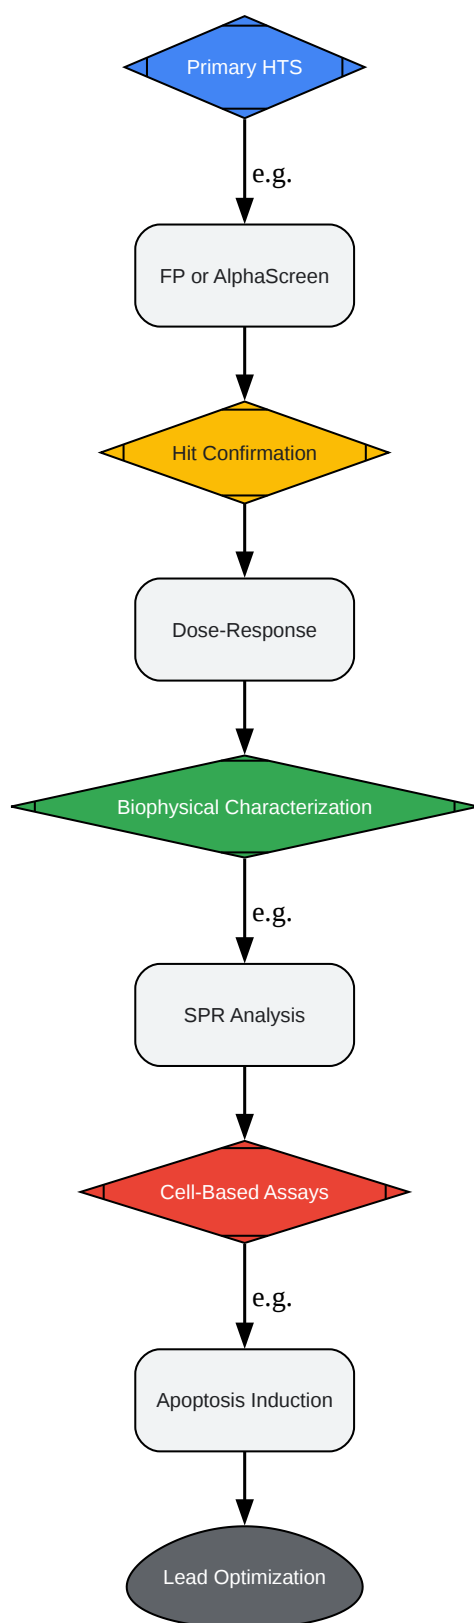 Primary HTS
e.g.
FP or AlphaScreen
Hit Confirmation
Dose-Response
Biophysical Characterization
e.g.
SPR Analysis
Cell-Based Assays
e.g.
Apoptosis Induction
Lead Optimization